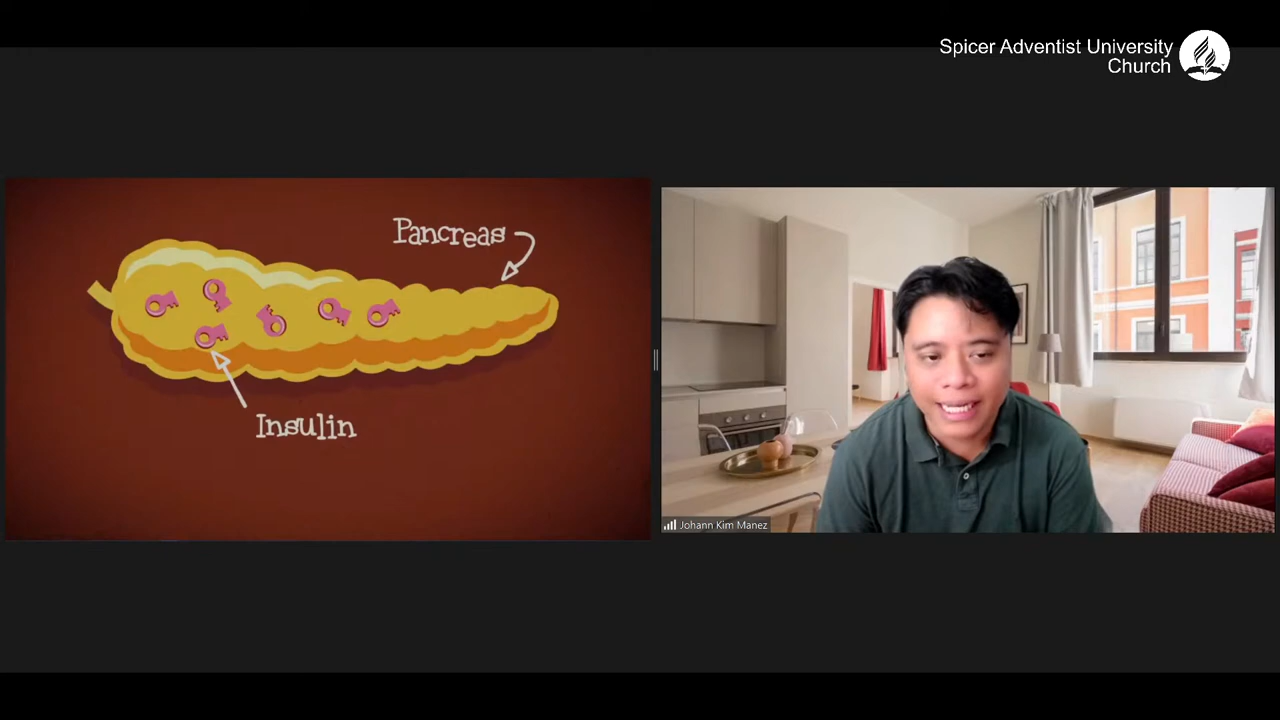 Spicer Adventist University
Church
Pancreas
Insulin
Johann Kim Manez